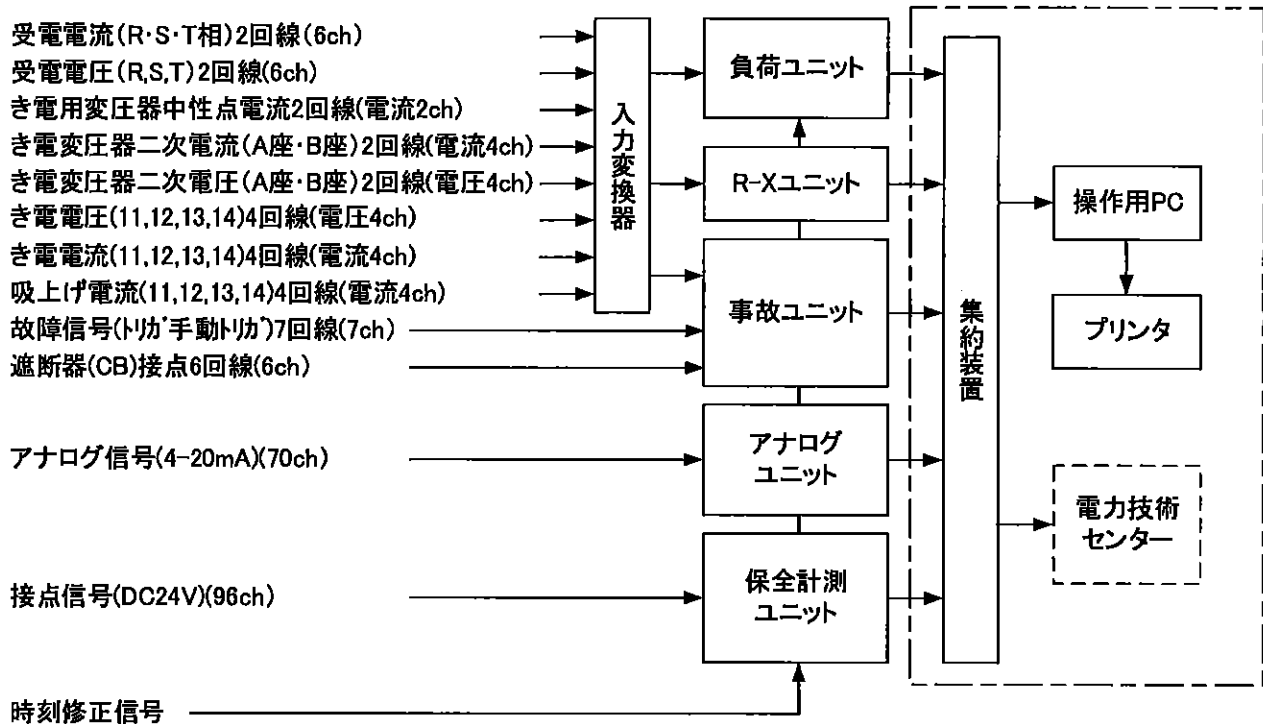 受電電流(R・S・T相)2回線(6ch)
受電電圧(R,S,T)2回線(6ch)
き電用変圧器中性点電流2回線(電流2ch)
き電変圧器二次電流(A座・B座)2回線(電流4ch)
き電変圧器二次電圧(A座・B座)2回線(電圧4ch)
き電電圧(11,12,13,14)4回線(電圧4ch)
き電電流(11,12,13,14)4回線(電流4ch)
吸上げ電流(11,12,13,14)4回線(電流4ch)
故障信号(ﾄﾘｶﾞ手動ﾄﾘｶﾞ)7回線(7ch)
遮断器(CB)接点6回線(6ch)
アナログ信号(4-20mA)(70ch)
接点信号(DC24V)(96ch)
時刻修正信号
入力変換器
負荷ユニット
R-Xユニット
事故ユニット
アナログ
ユニット
保全計測
ユニット
集約装置
操作用PC
プリンタ
電力技術
センター